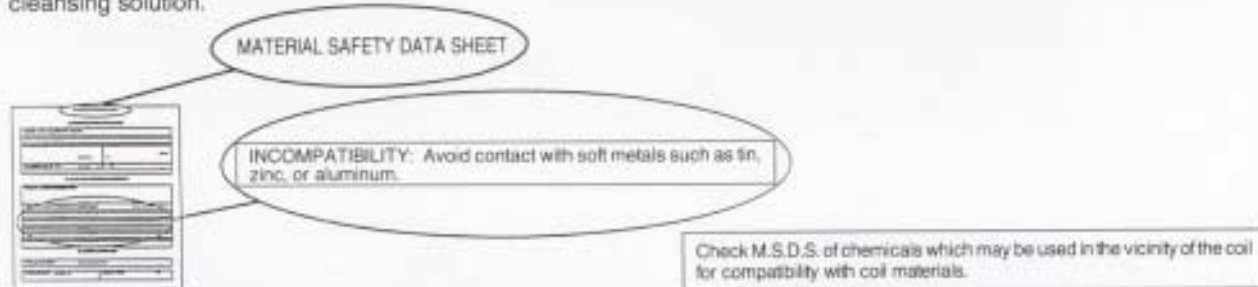 cleansing solution.
MATERIAL SAFETY DATA SHEET
INCOMPATIBILITY: Avoid contact with soft metals such as tin,
zinc, or aluminum.
Check M.S.D.S. of chemicals which may be used in the vicinity of the coil
for compatibility with coil materials.